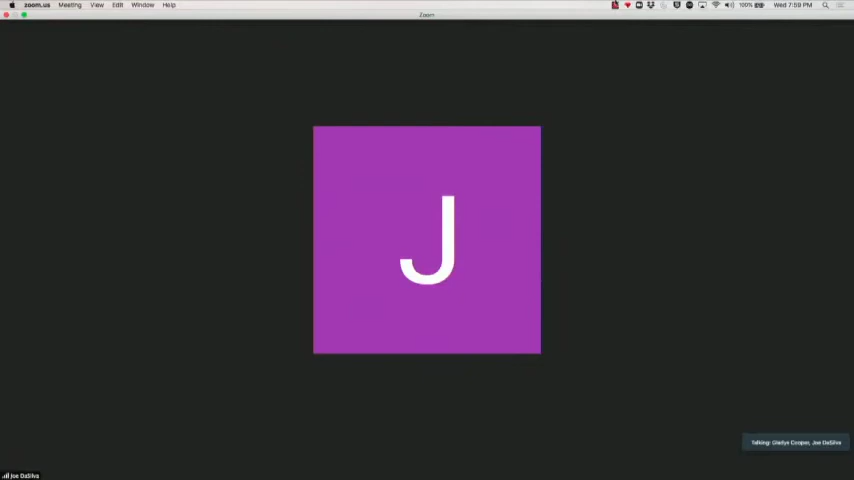 zoom.us Meeting View Edit Window Help
100% Wed 7:59 PM
Zoom
J
Talking: Gladys Cooper, Joe DaSilva
Joe DaSilva